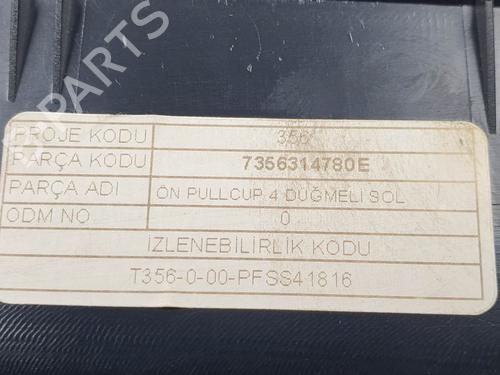 PROJE KODU 356
PARÇA KODU 7356314780E
PARÇA ADI ÖN PULLCUP 4 DÜĞMELİ SOL
ODM NO 0
İZLENEBİLİRLİK KODU
T356-0-00-PFSS41816